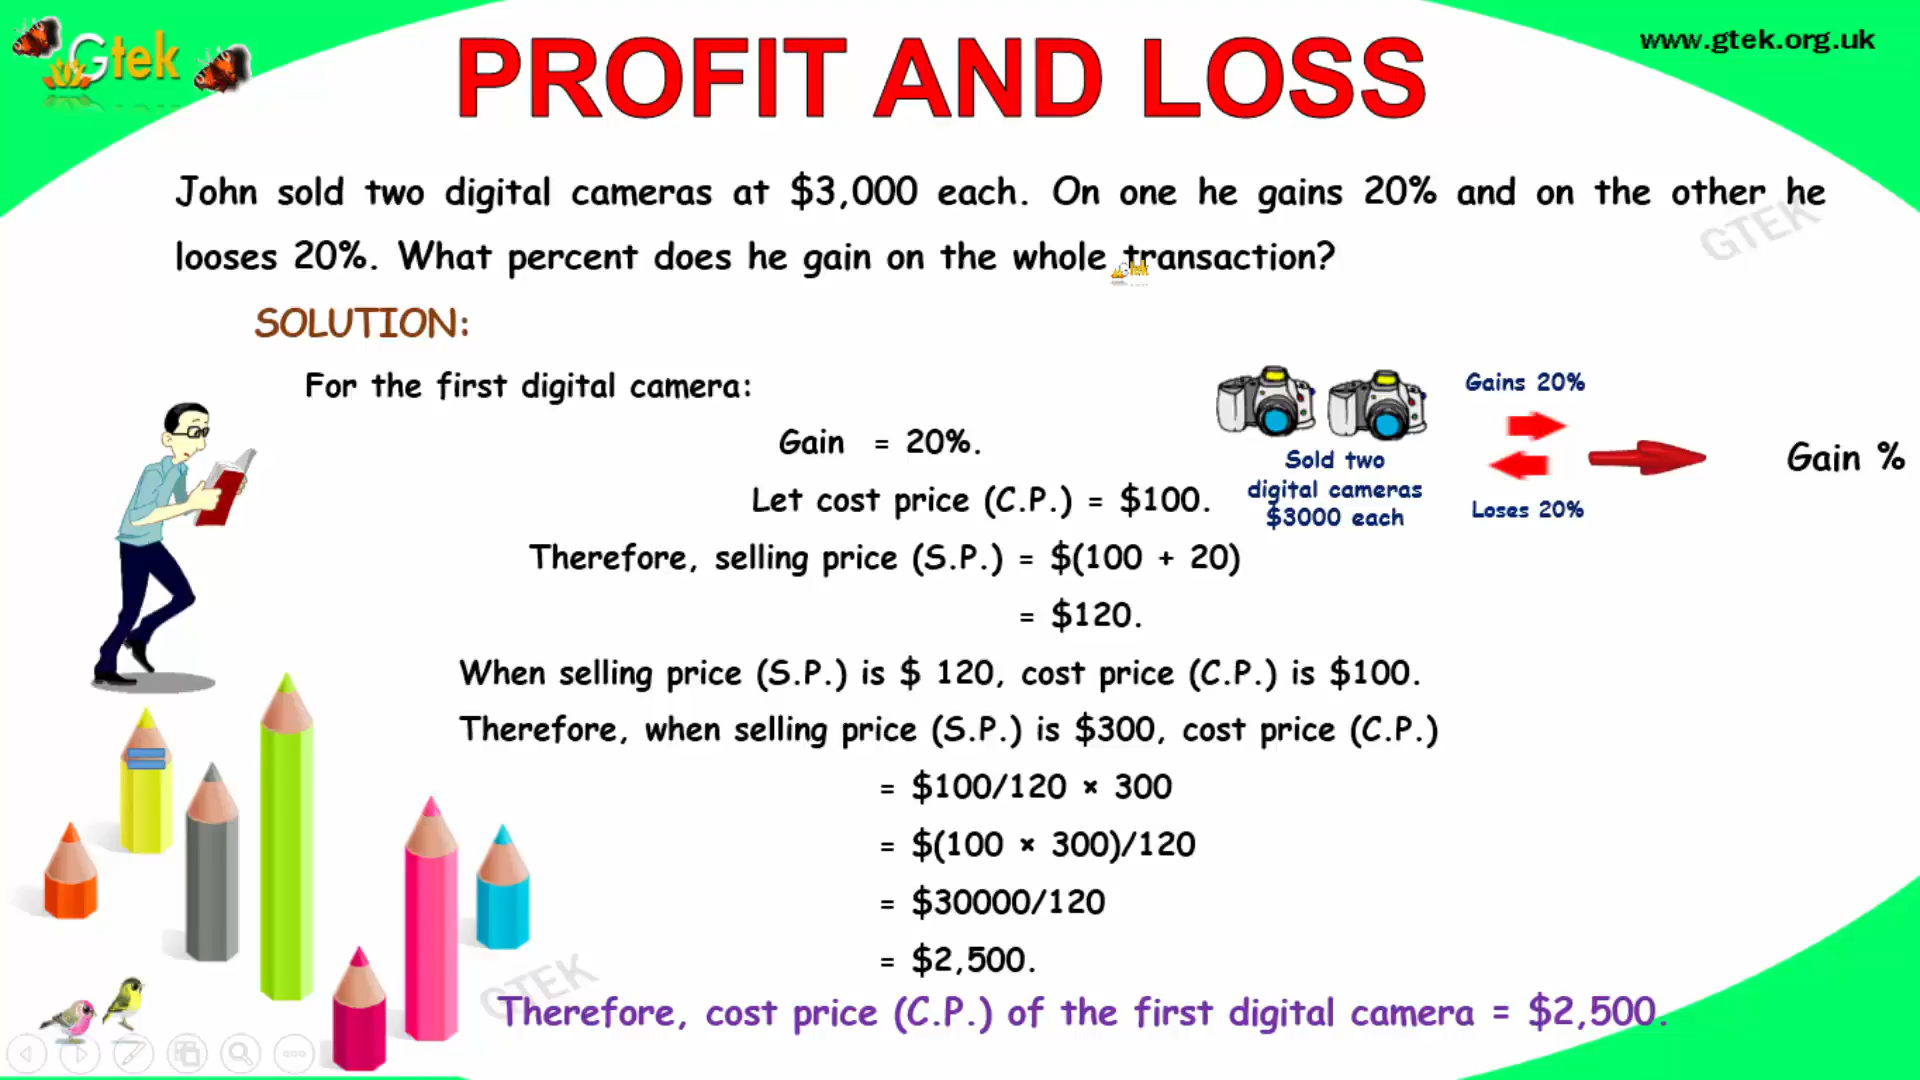 Gtek
PROFIT AND LOSS
www.gtek.org.uk
John sold two digital cameras at $3,000 each. On one he gains 20% and on the other he
looses 20%. What percent does he gain on the whole transaction?
GTEK
SOLUTION:
For the first digital camera:
Gain = 20%.
Let cost price (C.P.) = $100.
Therefore, selling price (S.P.) = $(100 + 20)
= $120.
Sold two
digital cameras
$3000 each
Gains 20%
Loses 20%
Gain %
When selling price (S.P.) is $ 120, cost price (C.P.) is $100.
Therefore, when selling price (S.P.) is $300, cost price (C.P.)
= $100/120 × 300
= $(100 × 300)/120
= $30000/120
= $2,500.
GTEK
Therefore, cost price (C.P.) of the first digital camera = $2,500.